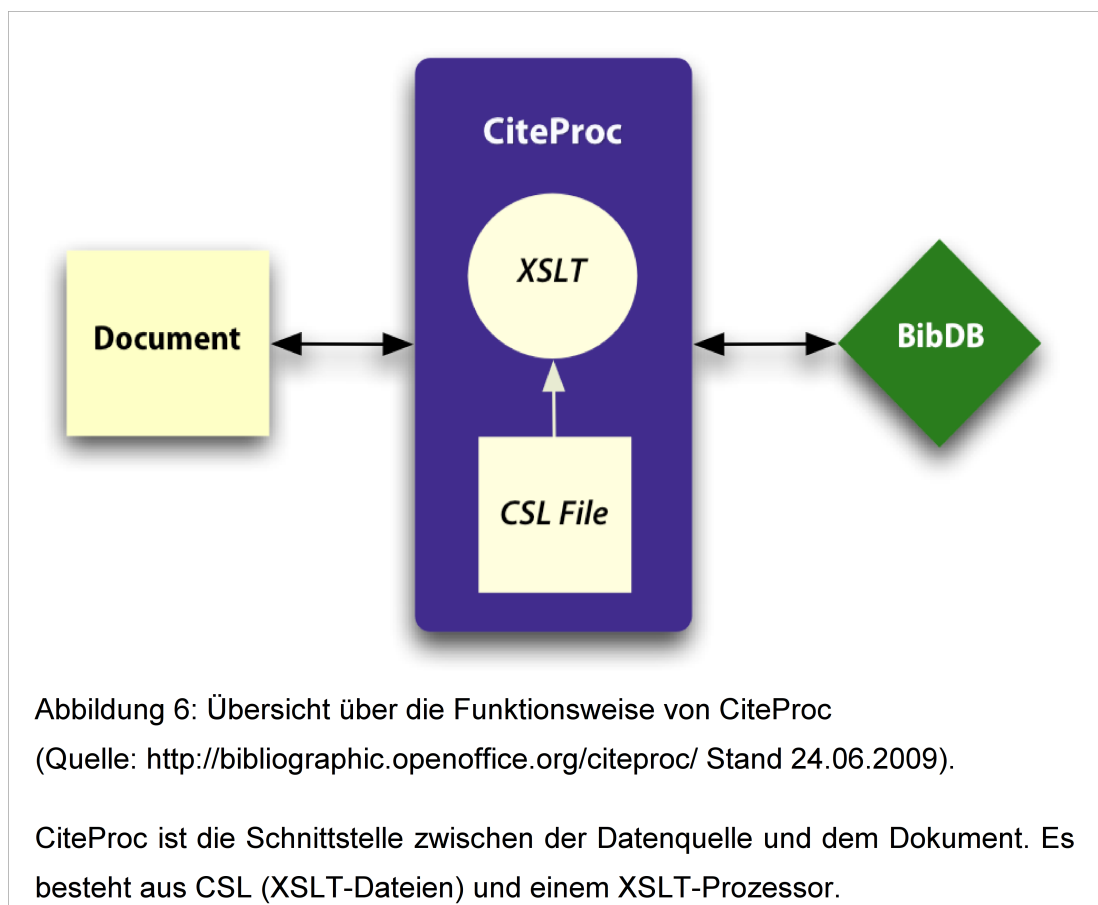 CiteProc
XSLT
Document
BibDB
CSL File
Abbildung 6: Übersicht über die Funktionsweise von CiteProc
(Quelle: http://bibliographic.openoffice.org/citeproc/ Stand 24.06.2009).
CiteProc ist die Schnittstelle zwischen der Datenquelle und dem Dokument. Es
besteht aus CSL (XSLT-Dateien) und einem XSLT-Prozessor.